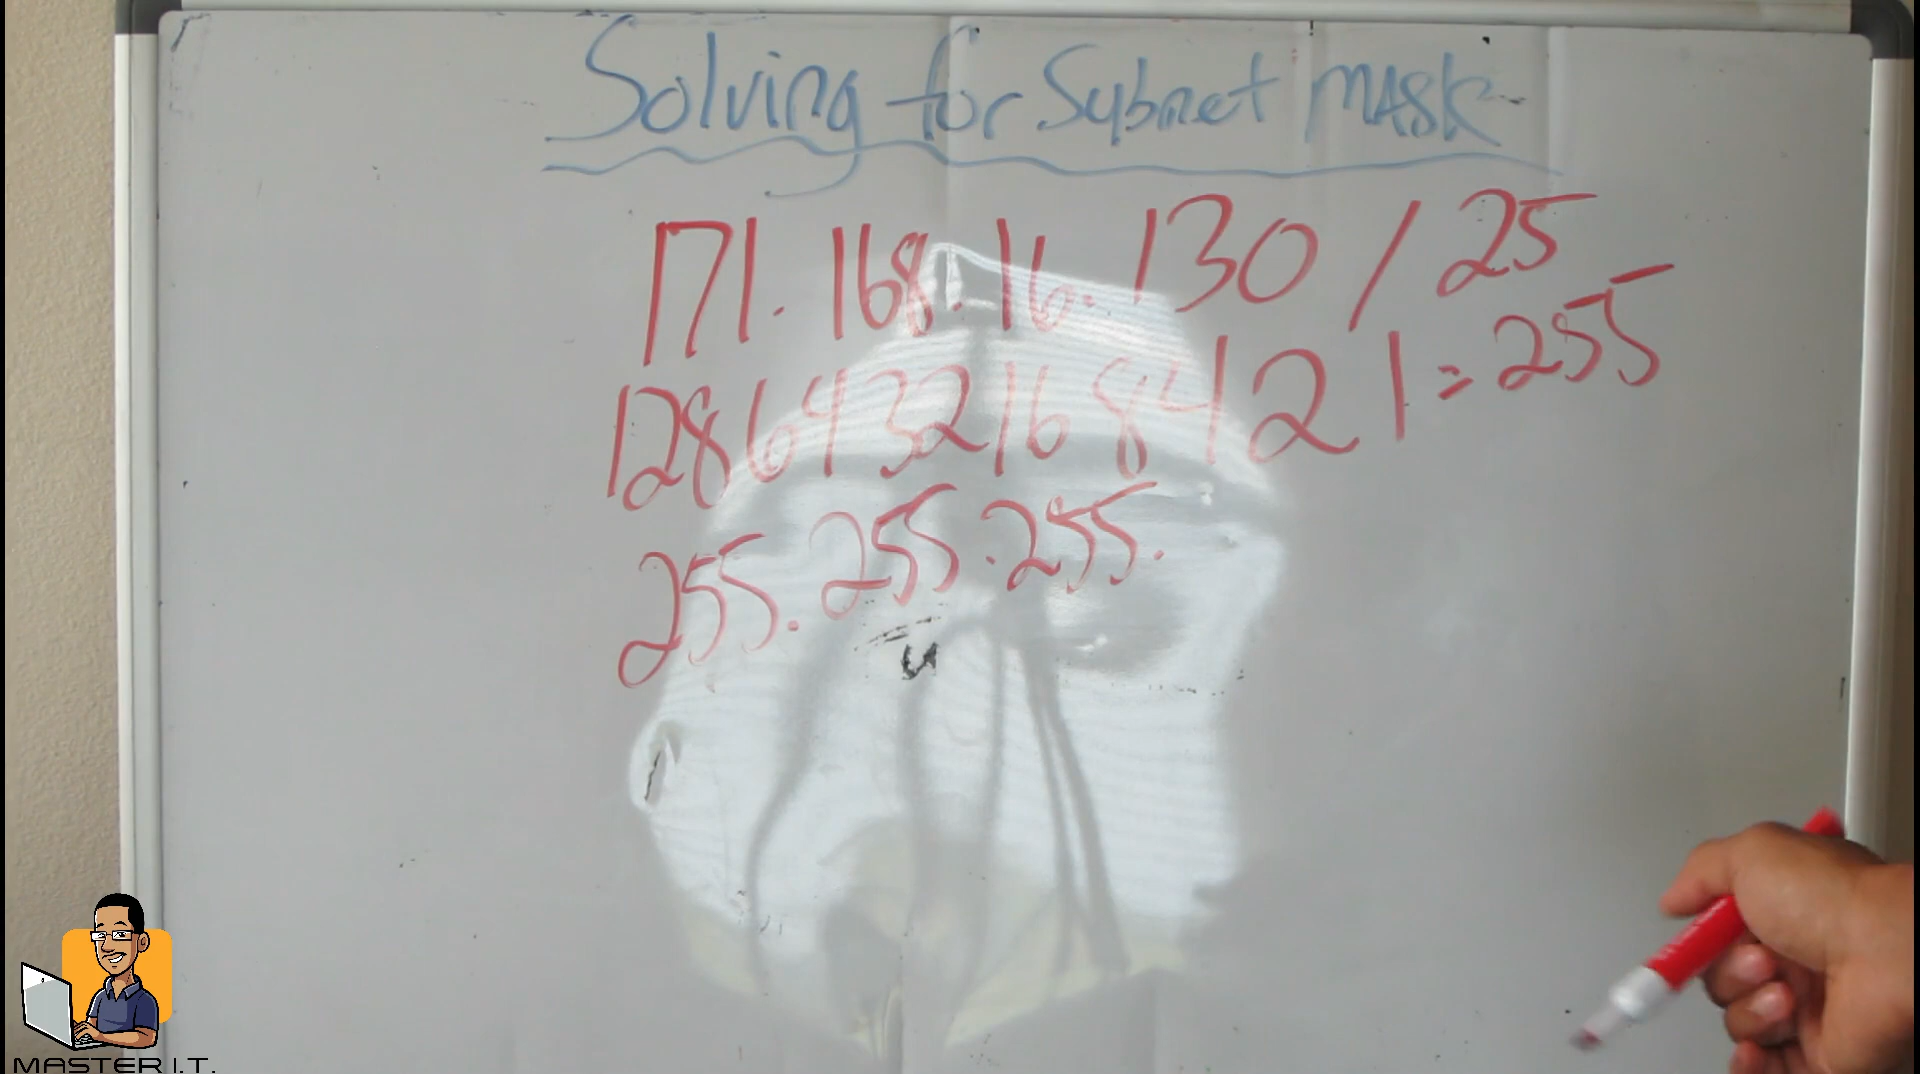 Solving for Subnet MASK
171.168.16.130 / 25
128 64 32 16 8 4 2 1 = 255
255.255.255.
MASTER I.T.